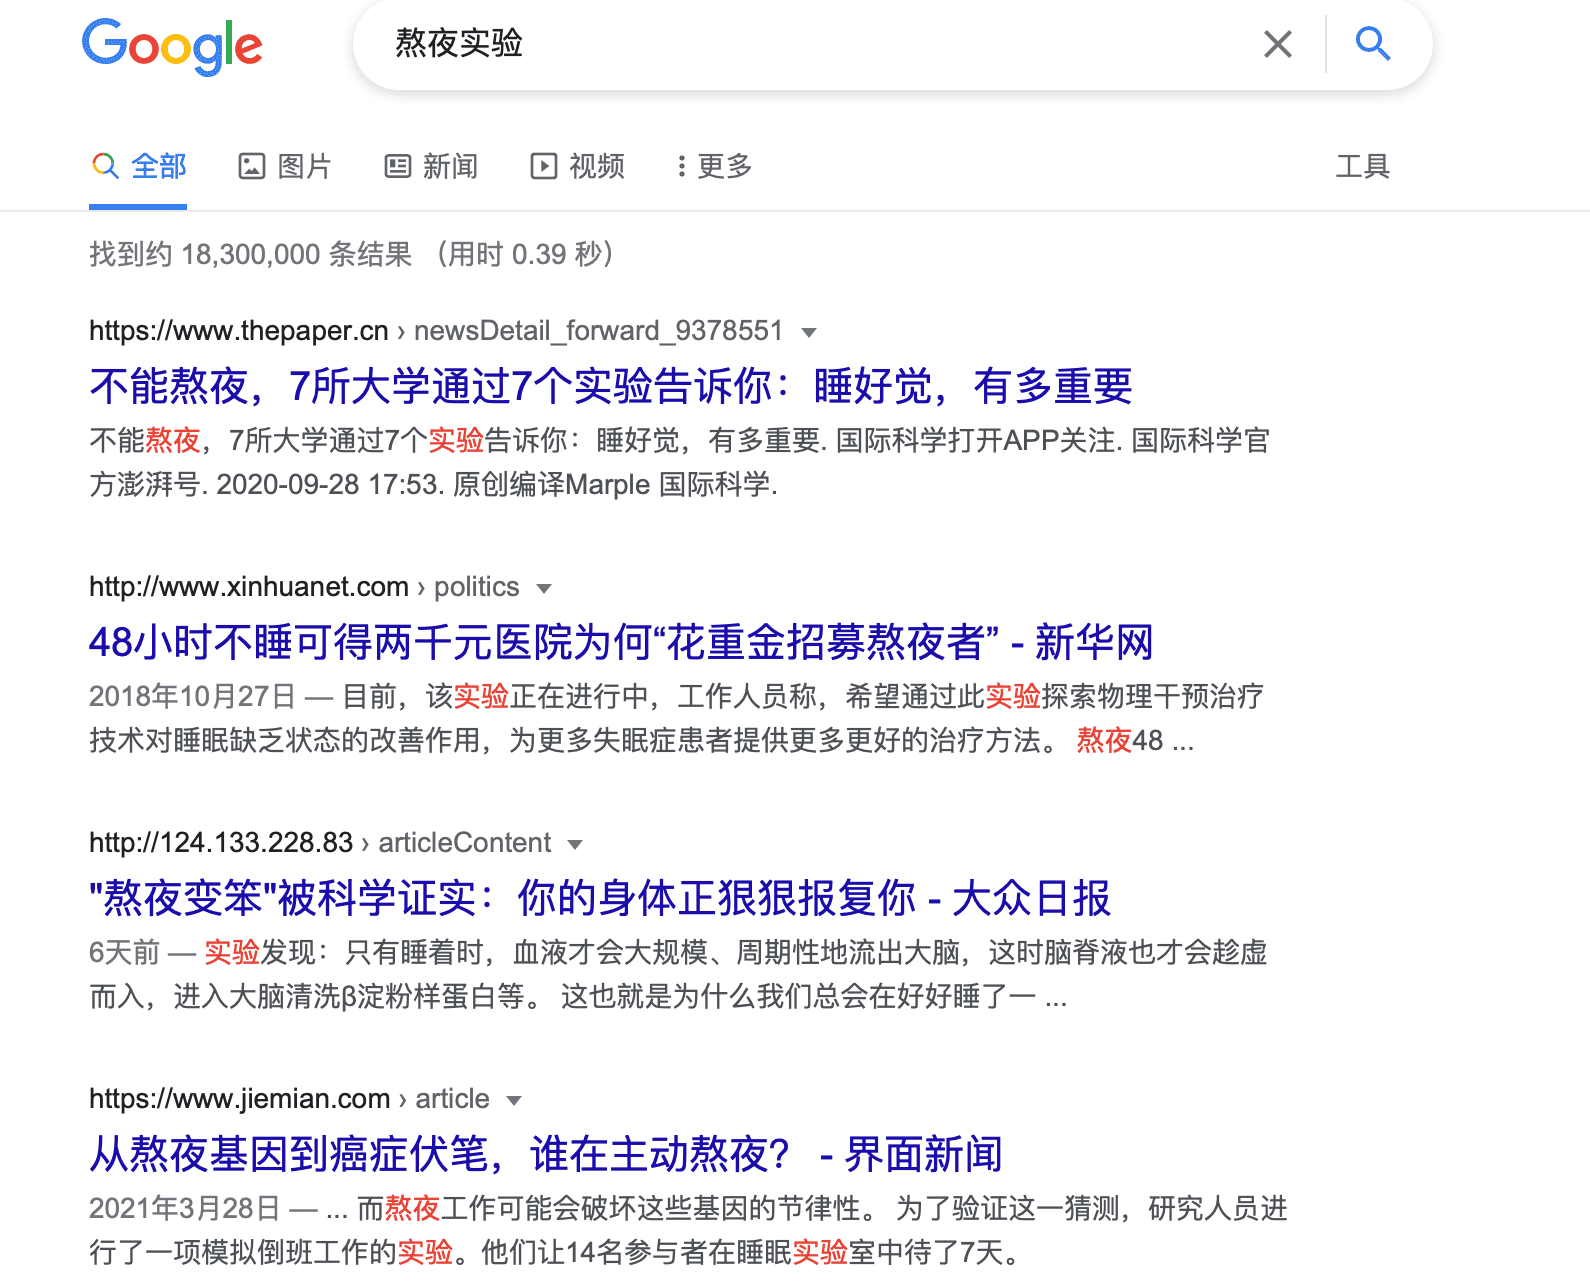 Google
熬夜实验
全部 图片 新闻 视频 更多 工具
找到约 18,300,000 条结果 （用时 0.39 秒）
https://www.thepaper.cn › newsDetail_forward_9378551
不能熬夜，7所大学通过7个实验告诉你：睡好觉，有多重要
不能熬夜，7所大学通过7个实验告诉你：睡好觉，有多重要. 国际科学打开APP关注. 国际科学官
方澎湃号. 2020-09-28 17:53. 原创编译Marple 国际科学.
http://www.xinhuanet.com › politics
48小时不睡可得两千元医院为何“花重金招募熬夜者” - 新华网
2018年10月27日 — 目前，该实验正在进行中，工作人员称，希望通过此实验探索物理干预治疗
技术对睡眠缺乏状态的改善作用，为更多失眠症患者提供更多更好的治疗方法。 熬夜48 ...
http://124.133.228.83 › articleContent
"熬夜变笨"被科学证实：你的身体正狠狠报复你 - 大众日报
6天前 — 实验发现：只有睡着时，血液才会大规模、周期性地流出大脑，这时脑脊液也才会趁虚
而入，进入大脑清洗β淀粉样蛋白等。 这也就是为什么我们总会在好好睡了一 ...
https://www.jiemian.com › article
从熬夜基因到癌症伏笔，谁在主动熬夜？ - 界面新闻
2021年3月28日 — ... 而熬夜工作可能会破坏这些基因的节律性。 为了验证这一猜测，研究人员进
行了一项模拟倒班工作的实验。他们让14名参与者在睡眠实验室中待了7天。